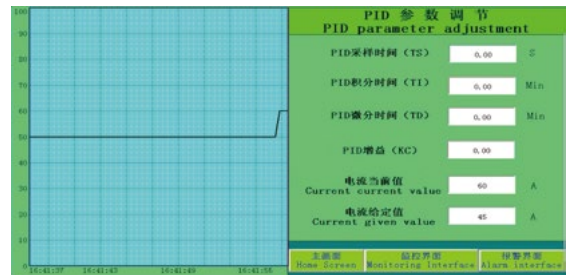 100
90
80
70
60
50
40
30
20
10
0
16:41:37 16:41:43 16:41:49 16:41:55
PID 参 数 调 节
PID parameter adjustment
PID采样时间（TS） 0.00 S
PID积分时间（TI） 0.00 Min
PID微分时间（TD） 0.00 Min
PID增益（KC） 0.00
电流当前值
Current current value 60 A
电流给定值
Current given value 45 A
主画面 监控界面 报警界面
Home Screen Monitoring Interface Alarm interface